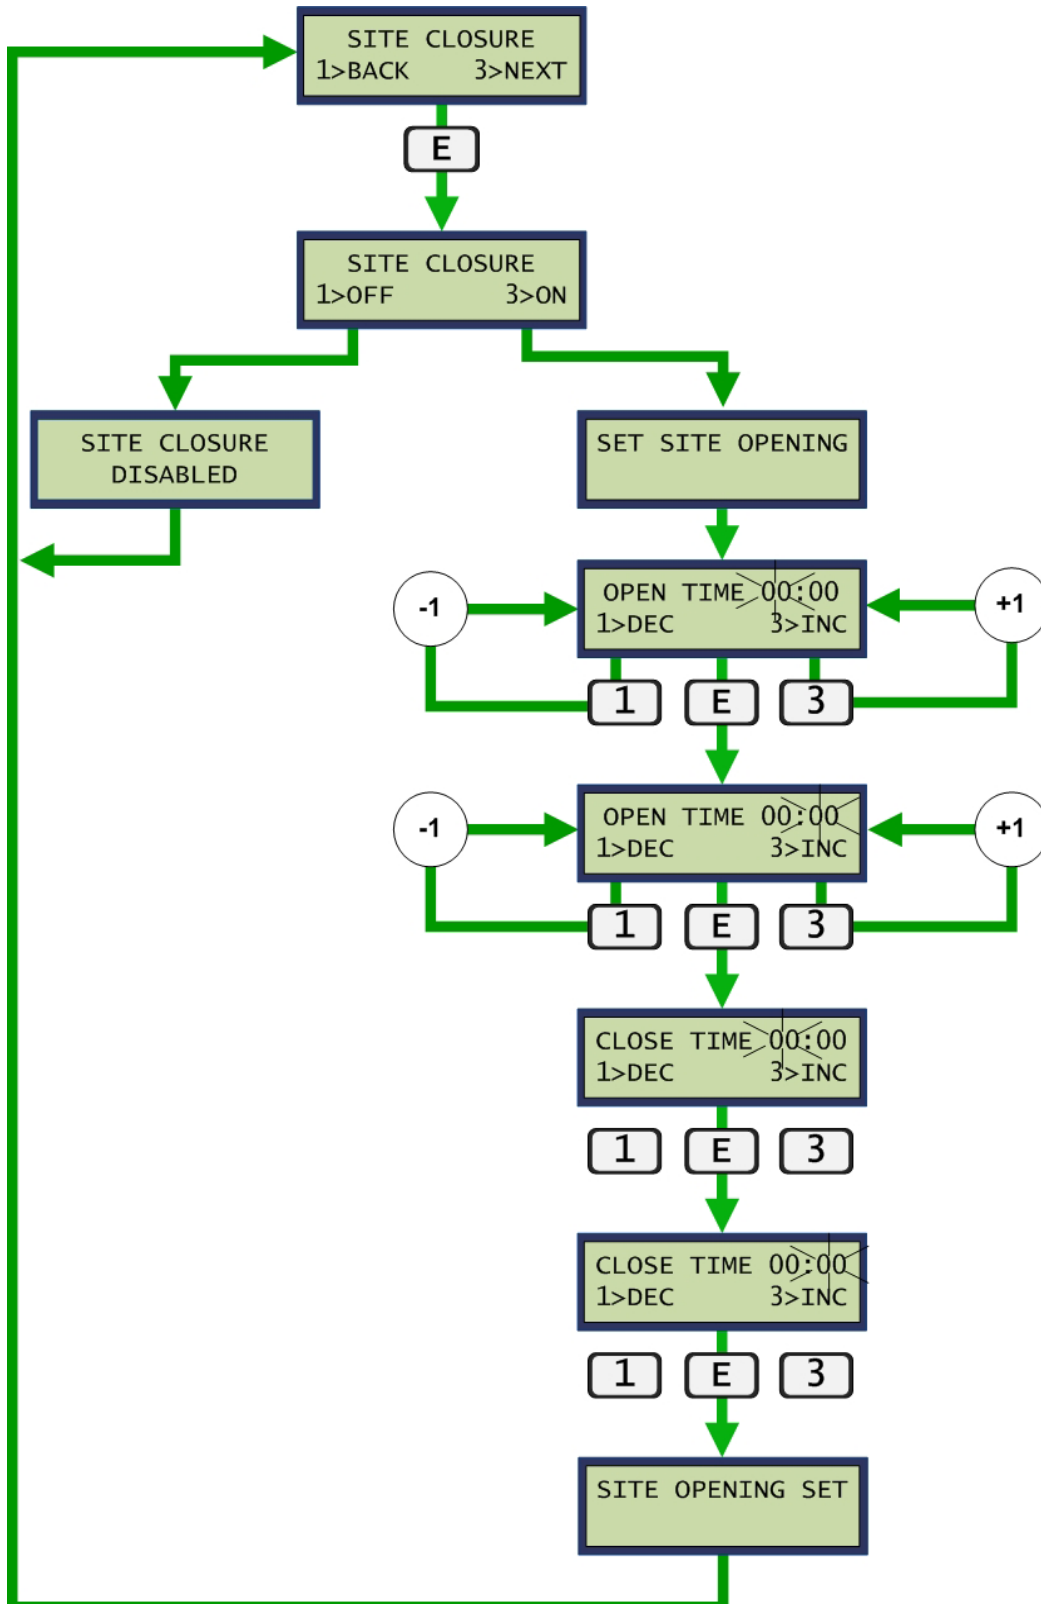 SITE CLOSURE
1>BACK 3>NEXT
E
SITE CLOSURE
1>OFF 3>ON
SITE CLOSURE
DISABLED
SET SITE OPENING
OPEN TIME 00:00
1>DEC 3>INC
-1
+1
1 E 3
OPEN TIME 00:00
1>DEC 3>INC
-1
+1
1 E 3
CLOSE TIME 00:00
1>DEC 3>INC
1 E 3
CLOSE TIME 00:00
1>DEC 3>INC
1 E 3
SITE OPENING SET